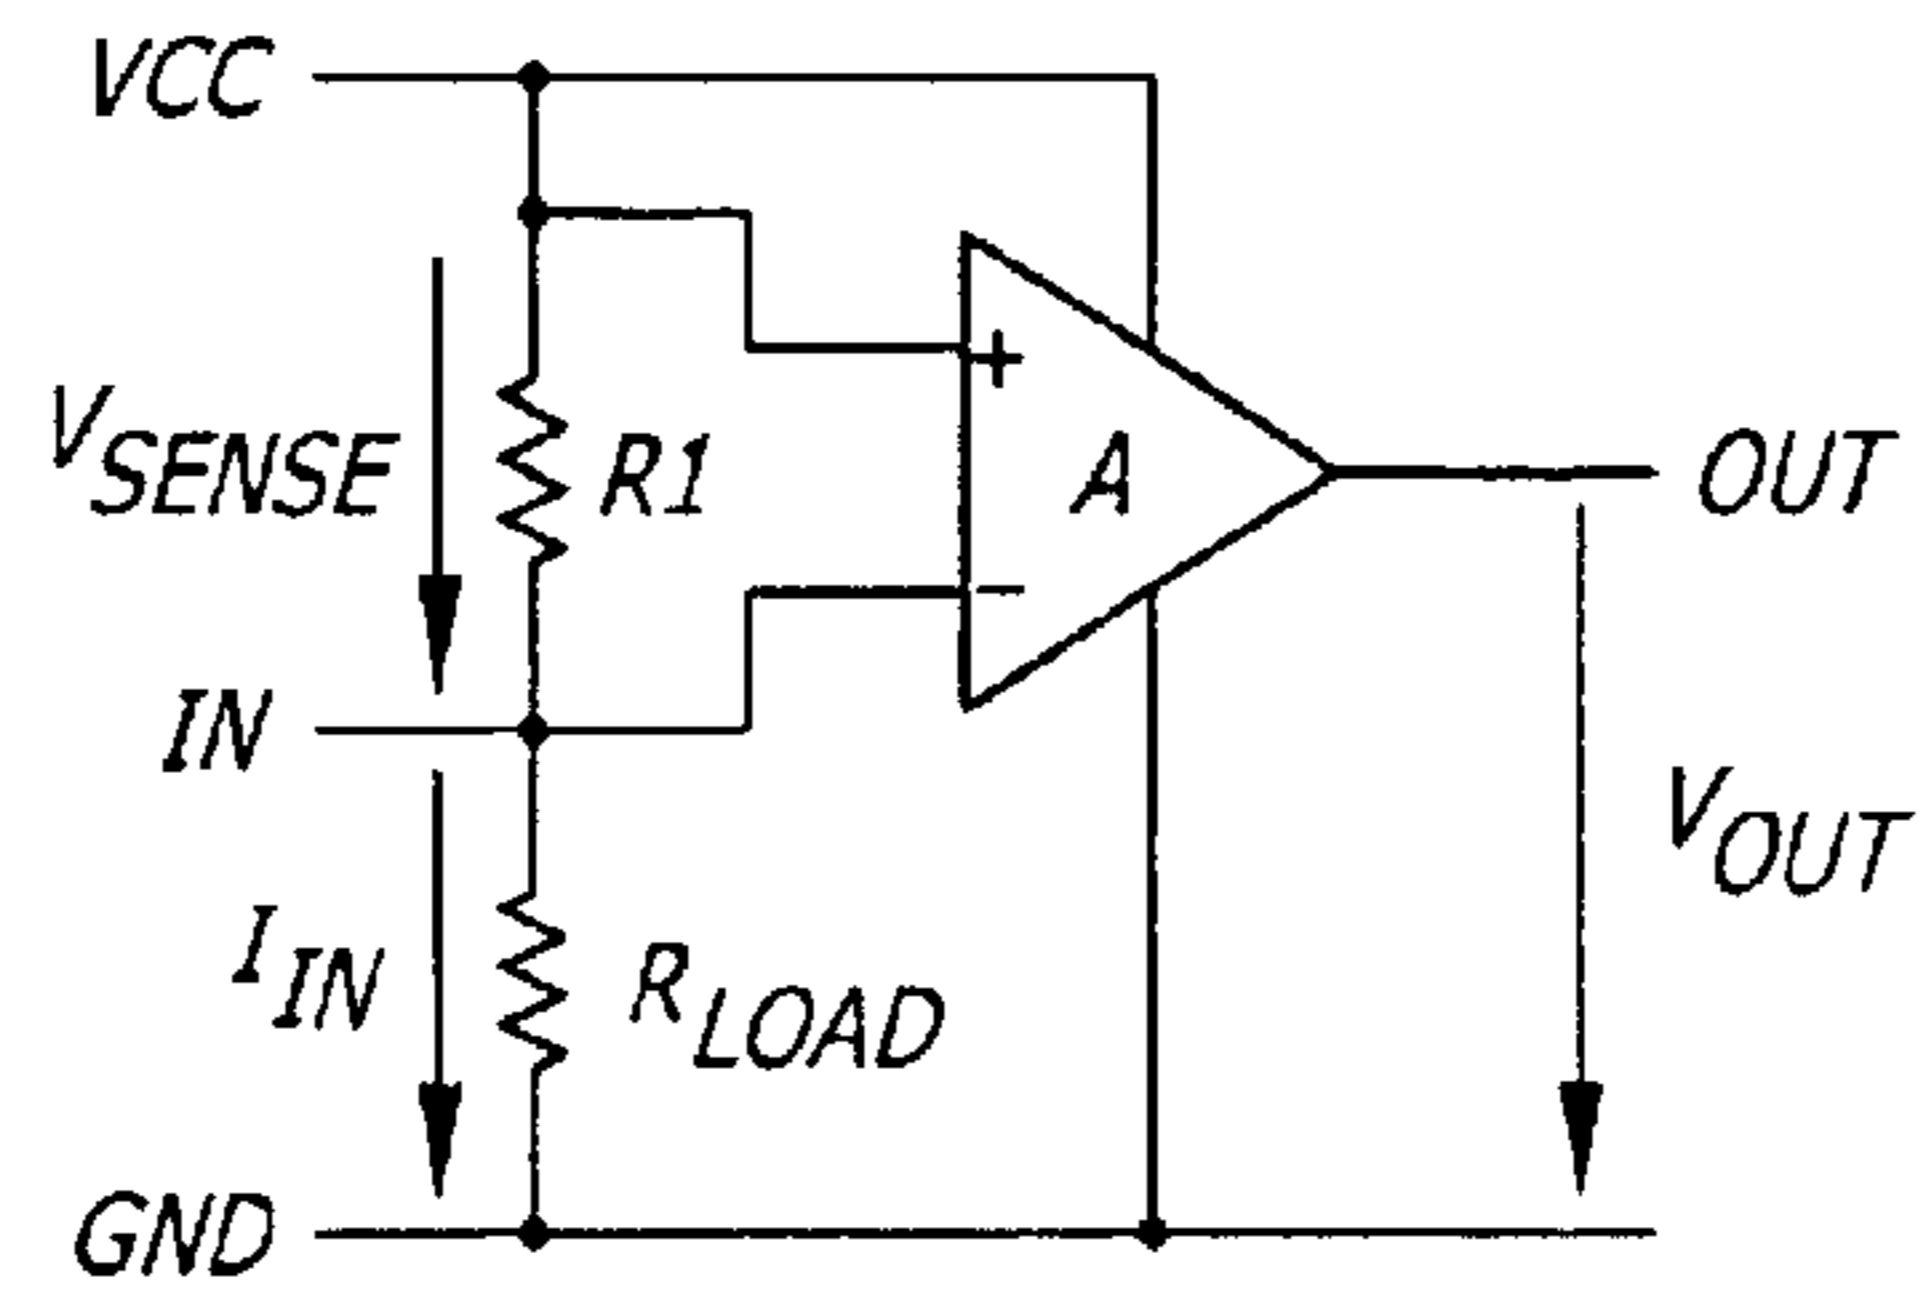 VCC
+
VSENSE
R1
A
OUT
−
IN
VOUT
IIN
RLOAD
GND